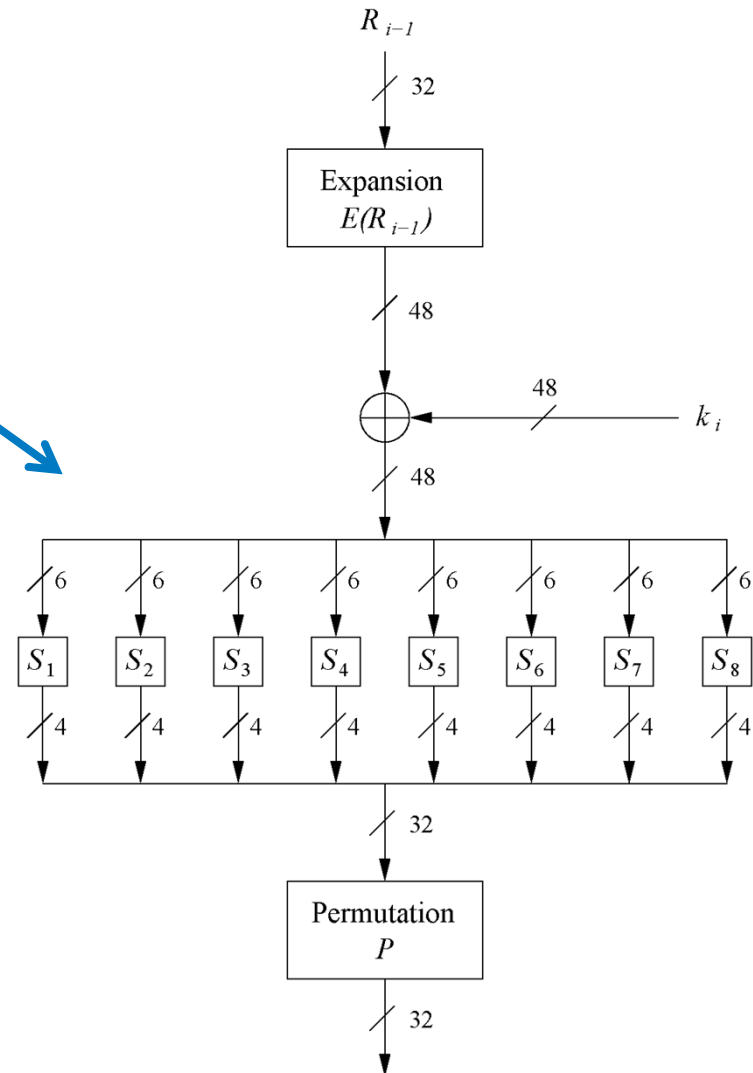 R i−1
32
Expansion
E(R i−1)
48
48
k i
48
6 6 6 6 6 6 6 6
S1 S2 S3 S4 S5 S6 S7 S8
4 4 4 4 4 4 4 4
32
Permutation
P
32